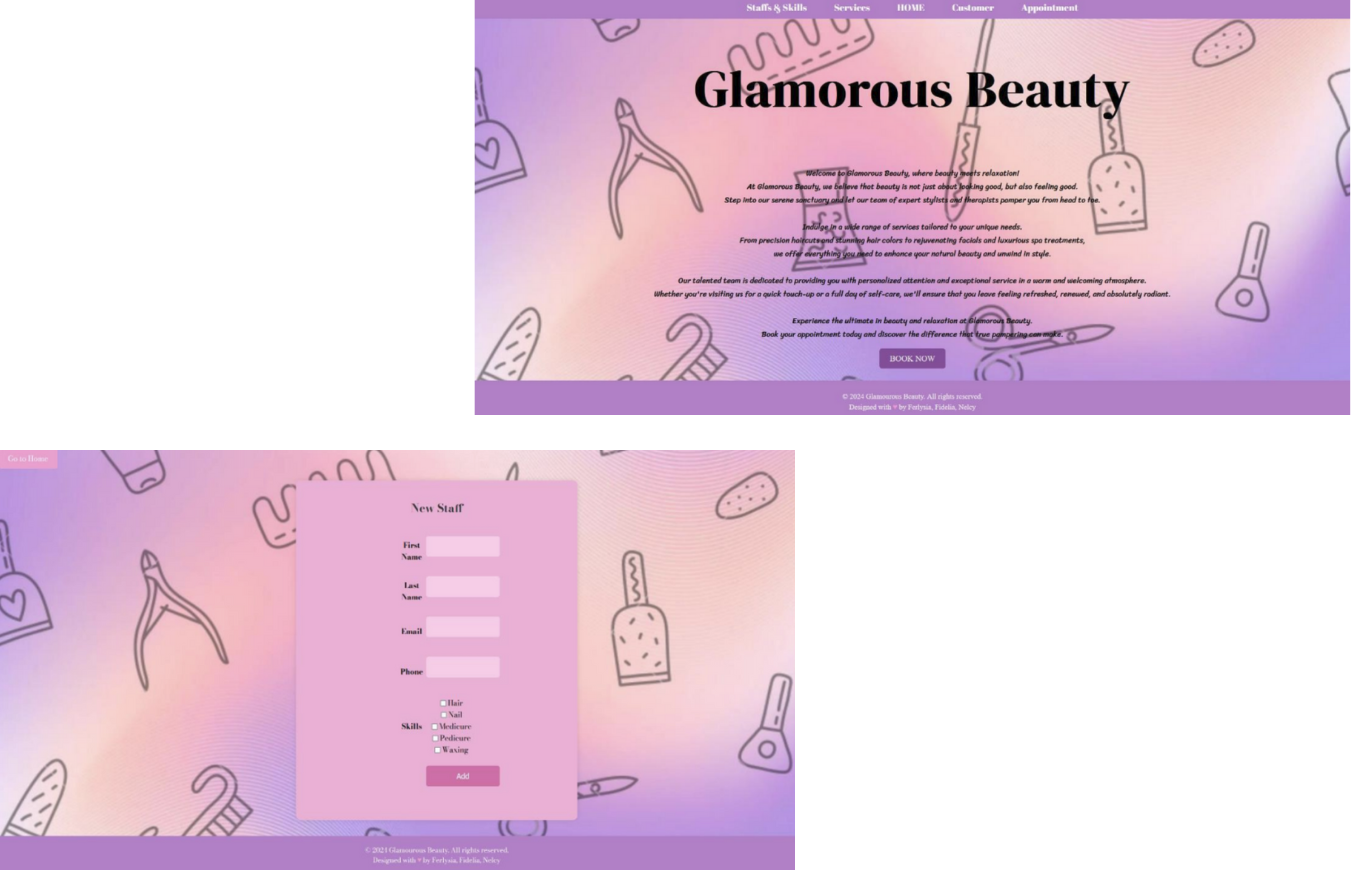 Staffs & Skills Services HOME Customer Appointment
Glamorous Beauty
Welcome to Glamorous Beauty, where beauty meets relaxation!
At Glamorous Beauty, we believe that beauty is not just about looking good, but also feeling good.
Step into our serene sanctuary and let our team of expert stylists and therapists pamper you from head to toe.
Indulge in a wide range of services tailored to your unique needs.
From precision haircuts and stunning hair colors to rejuvenating facials and luxurious spa treatments,
we offer everything you need to enhance your natural beauty and unwind in style.
Our talented team is dedicated to providing you with personalized attention and exceptional service in a warm and welcoming atmosphere.
Whether you're visiting us for a quick touch-up or a full day of self-care, we'll ensure that you leave feeling refreshed, renewed, and absolutely radiant.
Experience the ultimate in beauty and relaxation at Glamorous Beauty.
Book your appointment today and discover the difference that true pampering can make.
BOOK NOW
© 2024 Glamourous Beauty. All rights reserved.
Designed with ♥ by Ferlysia, Fidelia, Nelcy
Go to Home
New Staff
First
Name
Last
Name
Email
Phone
Hair
Nail
Skills Medicure
Pedicure
Waxing
Add
© 2024 Glamourous Beauty. All rights reserved.
Designed with ♥ by Ferlysia, Fidelia, Nelcy